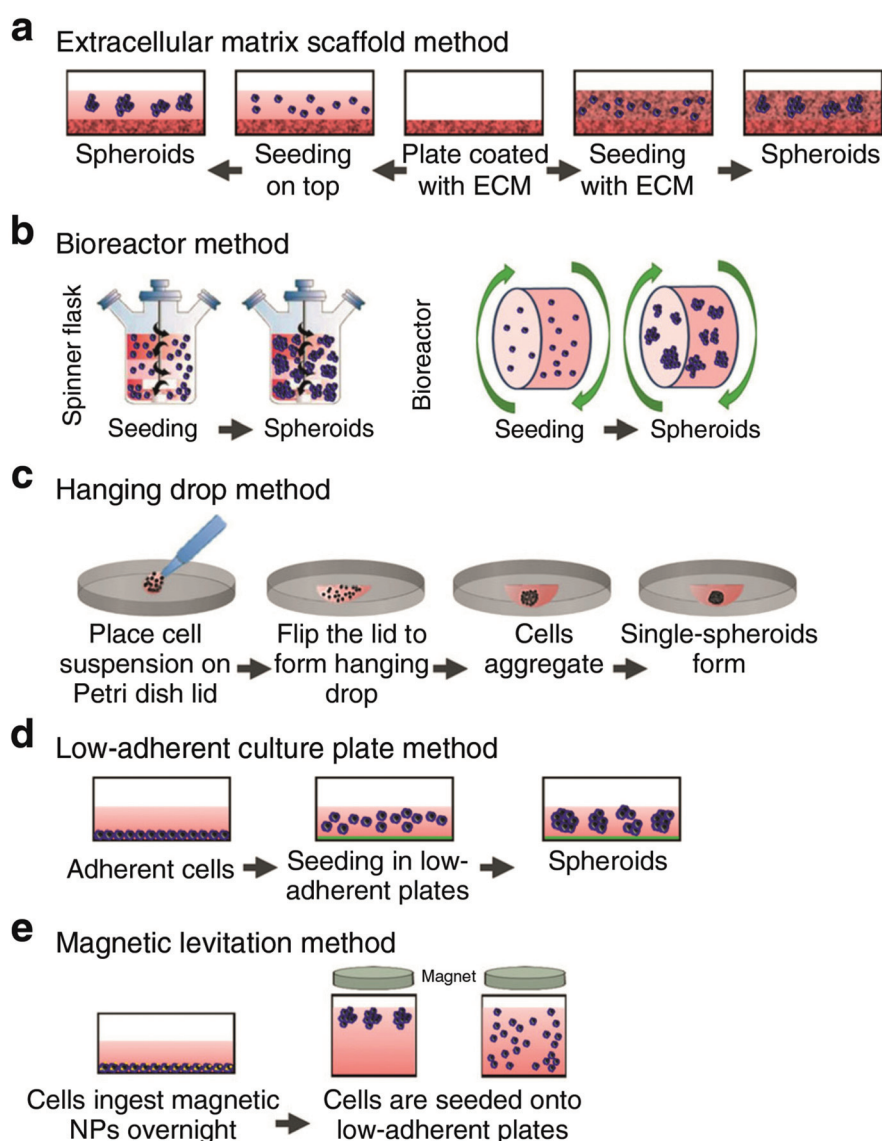 a Extracellular matrix scaffold method
Spheroids Seeding on top Plate coated with ECM Seeding with ECM Spheroids
b Bioreactor method
Spinner flask
Seeding Spheroids
Bioreactor
Seeding Spheroids
c Hanging drop method
Place cell
suspension on
Petri dish lid
Flip the lid to
form hanging
drop
Cells
aggregate
Single-spheroids
form
d Low-adherent culture plate method
Adherent cells
Seeding in low-
adherent plates
Spheroids
e Magnetic levitation method
Magnet
Cells ingest magnetic
NPs overnight
Cells are seeded onto
low-adherent plates